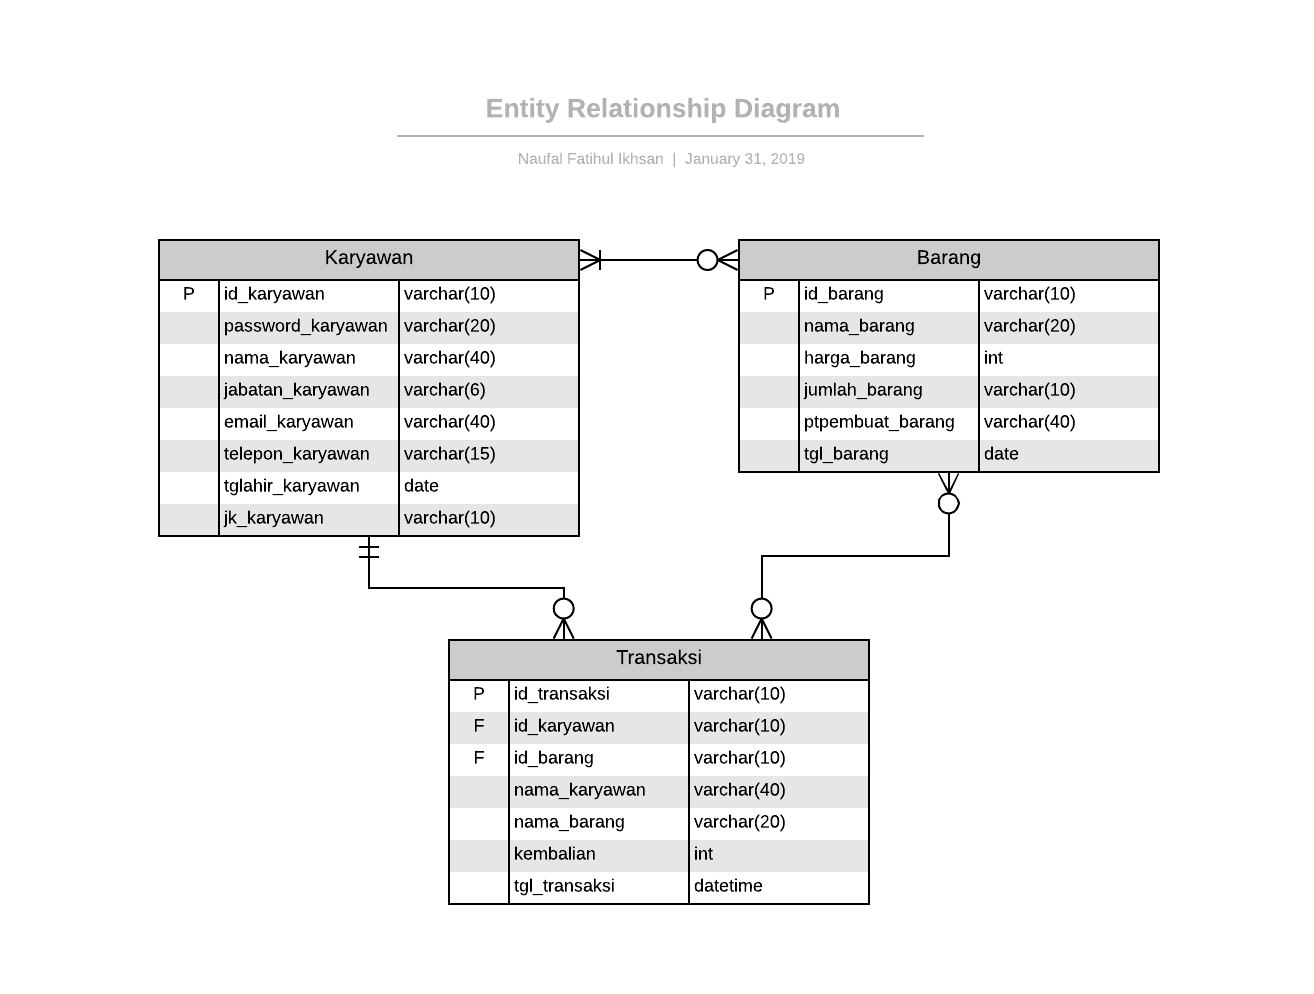 Entity Relationship Diagram
Naufal Fatihul Ikhsan | January 31, 2019
Karyawan
P id_karyawan varchar(10)
password_karyawan varchar(20)
nama_karyawan varchar(40)
jabatan_karyawan varchar(6)
email_karyawan varchar(40)
telepon_karyawan varchar(15)
tglahir_karyawan date
jk_karyawan varchar(10)
Barang
P id_barang varchar(10)
nama_barang varchar(20)
harga_barang int
jumlah_barang varchar(10)
ptpembuat_barang varchar(40)
tgl_barang date
Transaksi
P id_transaksi varchar(10)
F id_karyawan varchar(10)
F id_barang varchar(10)
nama_karyawan varchar(40)
nama_barang varchar(20)
kembalian int
tgl_transaksi datetime